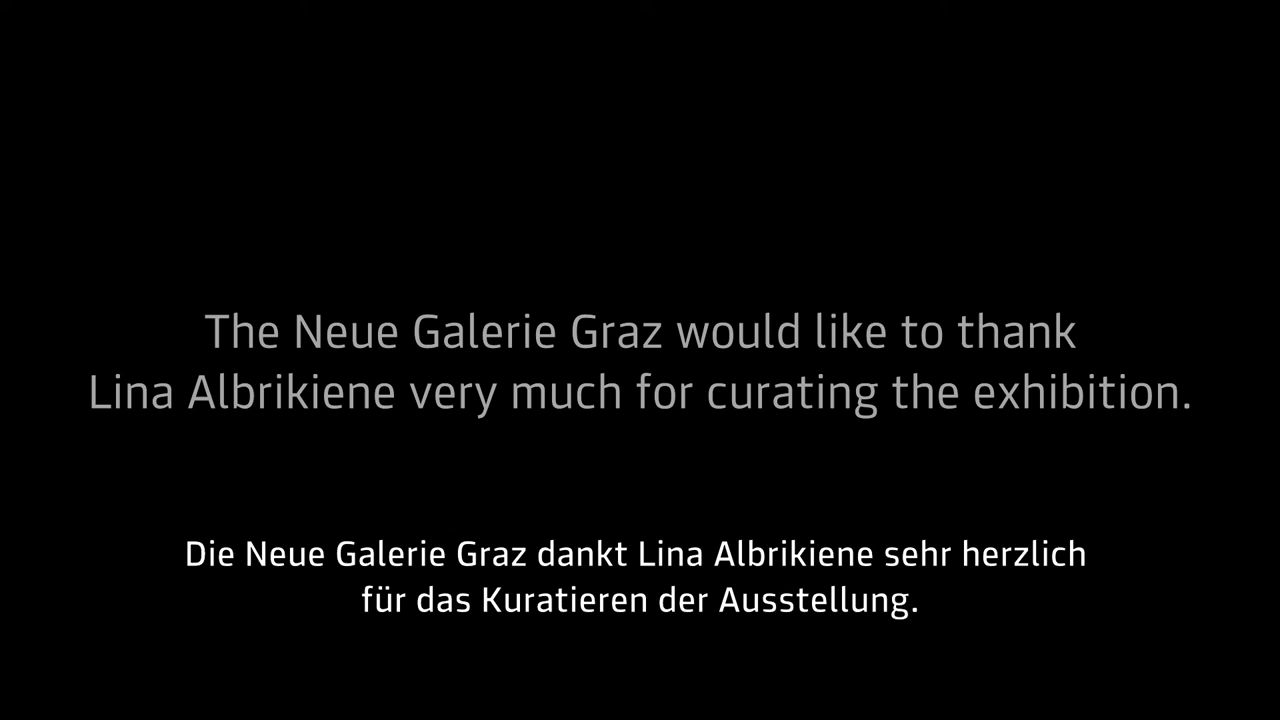 The Neue Galerie Graz would like to thank
Lina Albrikiene very much for curating the exhibition.
Die Neue Galerie Graz dankt Lina Albrikiene sehr herzlich
für das Kuratieren der Ausstellung.